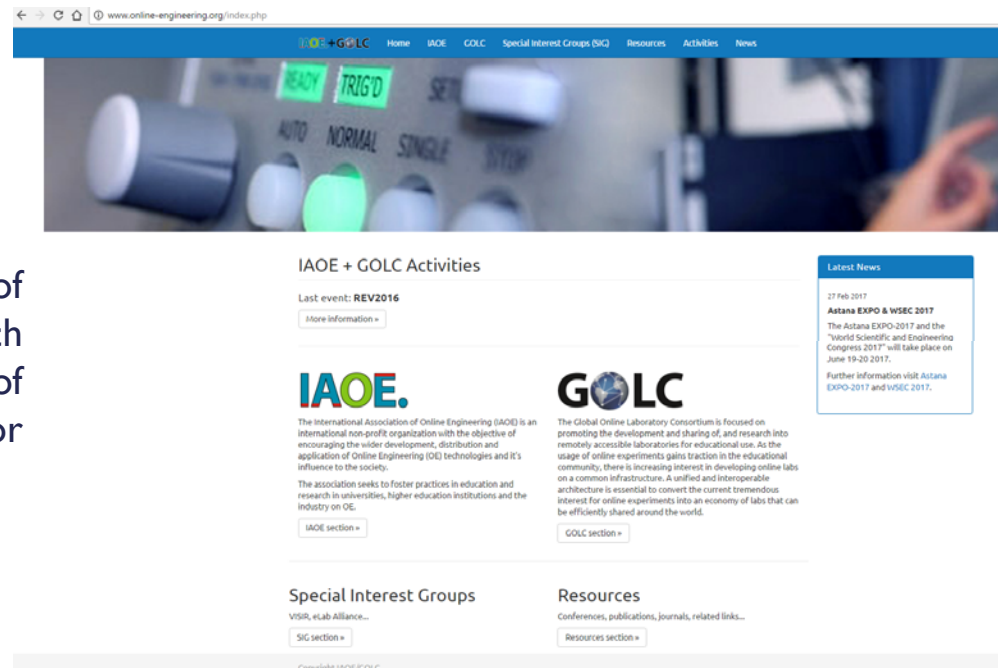 www.online-engineering.org/index.php
IAOE+GOLC Home IAOE GOLC Special Interest Groups (SIG) Resources Activities News
READY TRIG'D
AUTO NORMAL SINGLE STOP
of
th
of
or
IAOE + GOLC Activities
Last event: REV2016
More information »
IAOE.
The International Association of Online Engineering (IAOE) is an
international non-profit organization with the objective of
encouraging the wider development, distribution and
application of Online Engineering (OE) technologies and it's
influence to the society.
The association seeks to foster practices in education and
research in universities, higher education institutions and the
industry on OE.
IAOE section »
GOLC
The Global Online Laboratory Consortium is focused on
promoting the development and sharing of, and research into
remotely accessible laboratories for educational use. As the
usage of online experiments gains traction in the educational
community, there is increasing interest in developing online labs
on a common infrastructure. A unified and interoperable
architecture is essential to convert the current tremendous
interest for online experiments into an economy of labs that can
be efficiently shared around the world.
GOLC section »
Latest News
27 Feb 2017
Astana EXPO & WSEC 2017
The Astana EXPO-2017 and the
"World Scientific and Engineering
Congress 2017" will take place on
June 19-20 2017.
Further information visit Astana
EXPO-2017 and WSEC 2017.
Special Interest Groups
VISIR, eLab Alliance...
SIG section »
Resources
Conferences, publications, journals, related links...
Resources section »
Copyright IAOE/GOLC